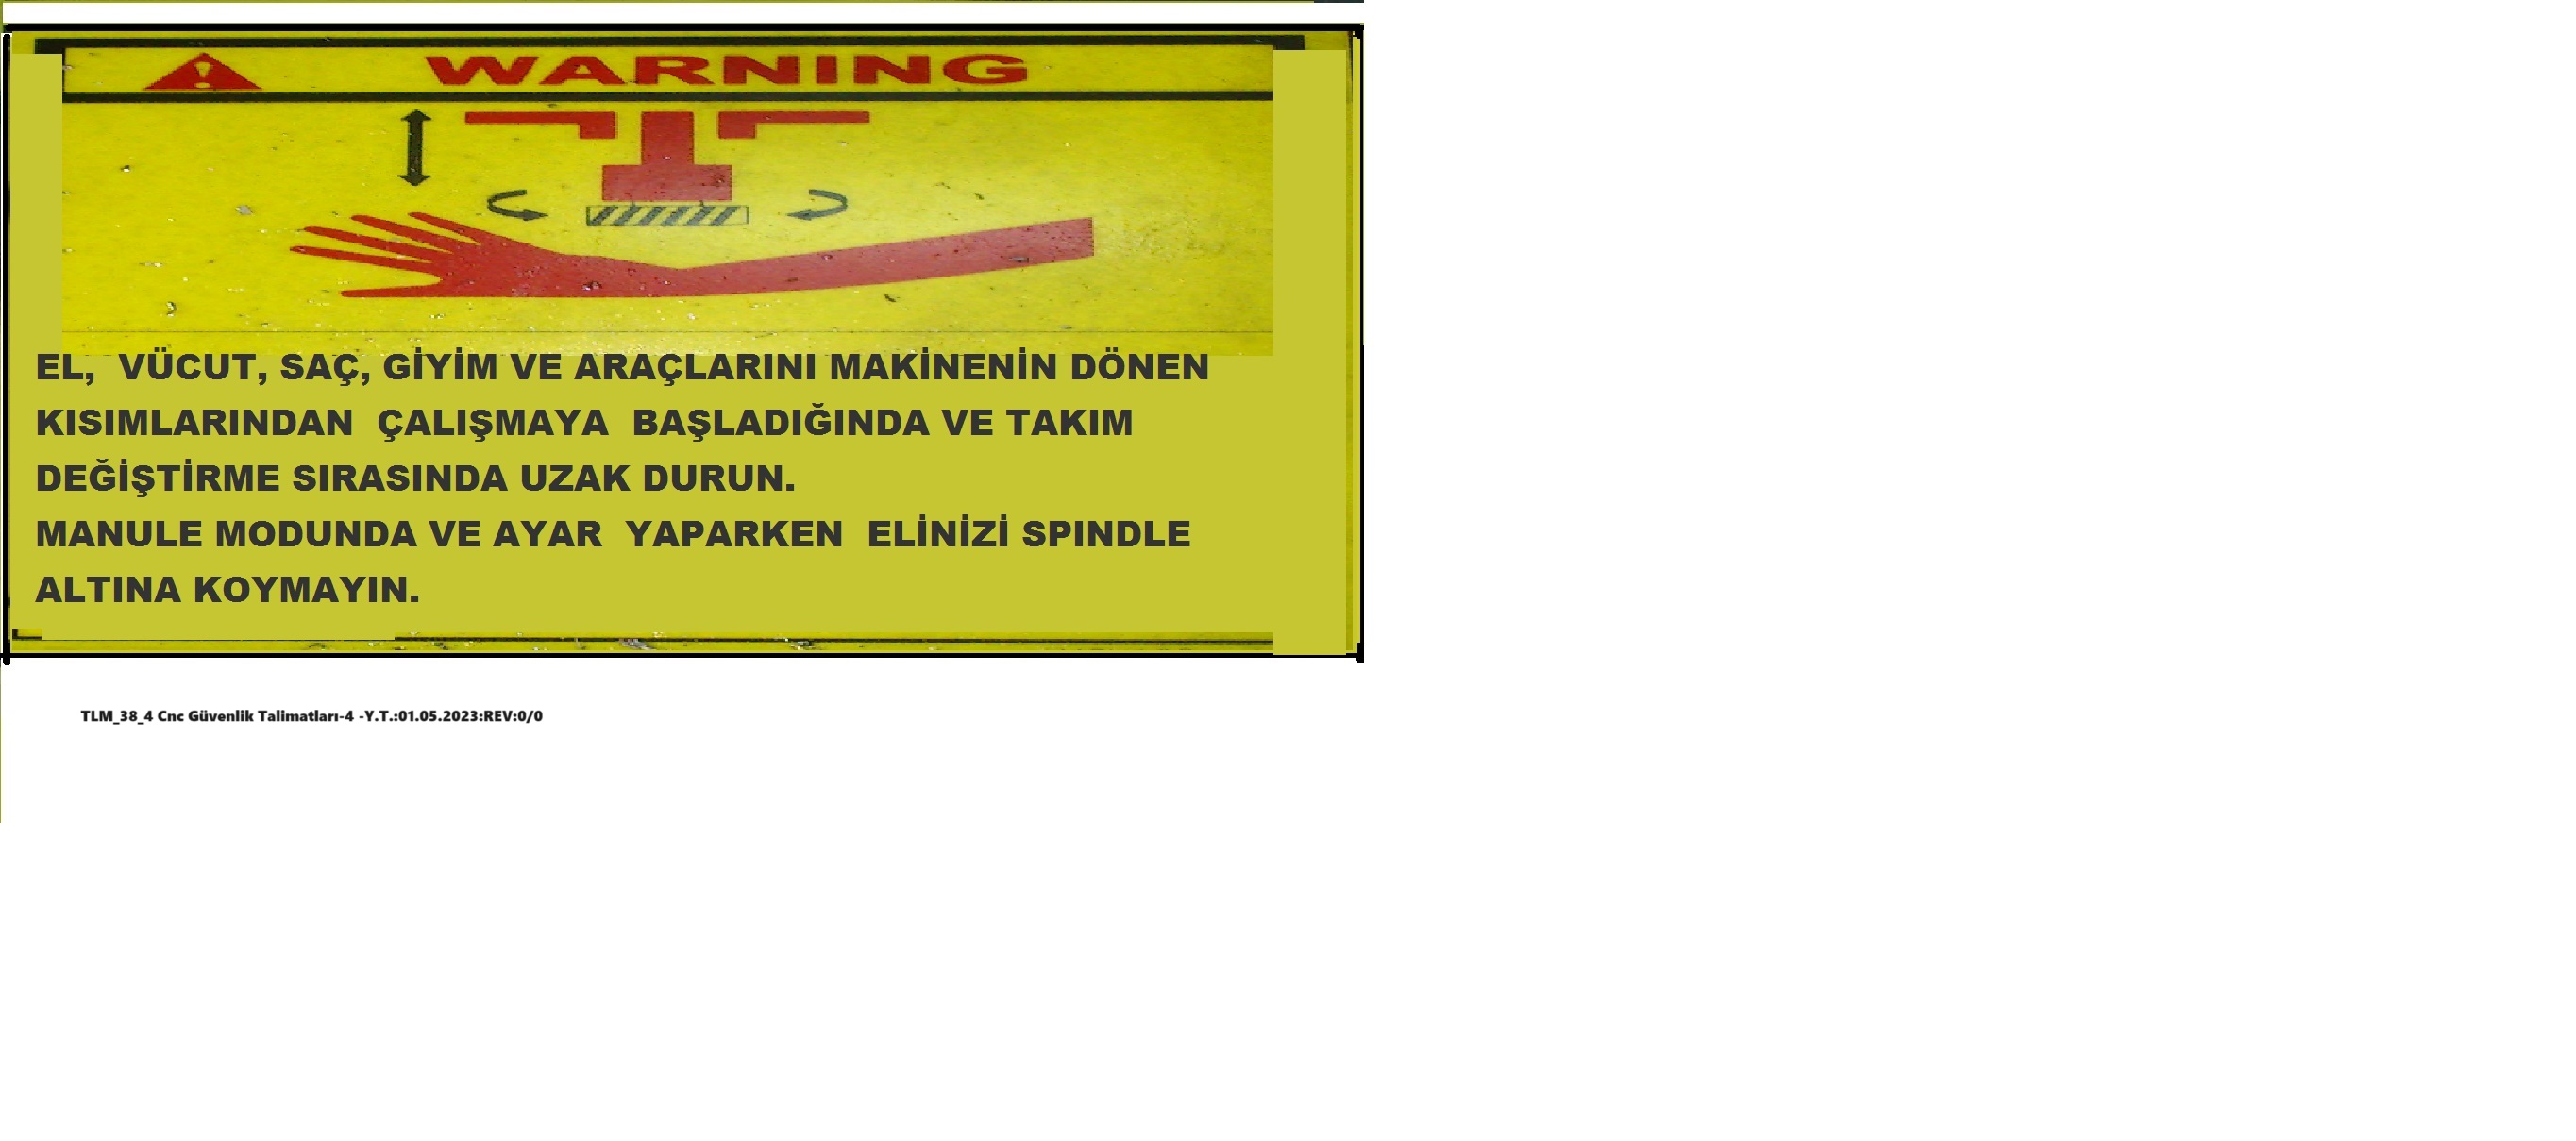 WARNING
EL, VÜCUT, SAÇ, GİYİM VE ARAÇLARINI MAKİNENİN DÖNEN
KISIMLARINDAN ÇALIŞMAYA BAŞLADIĞINDA VE TAKIM
DEĞİŞTİRME SIRASINDA UZAK DURUN.
MANULE MODUNDA VE AYAR YAPARKEN ELİNİZİ SPINDLE
ALTINA KOYMAYIN.
TLM_38_4 Cnc Güvenlik Talimatları-4 -Y.T.:01.05.2023:REV:0/0